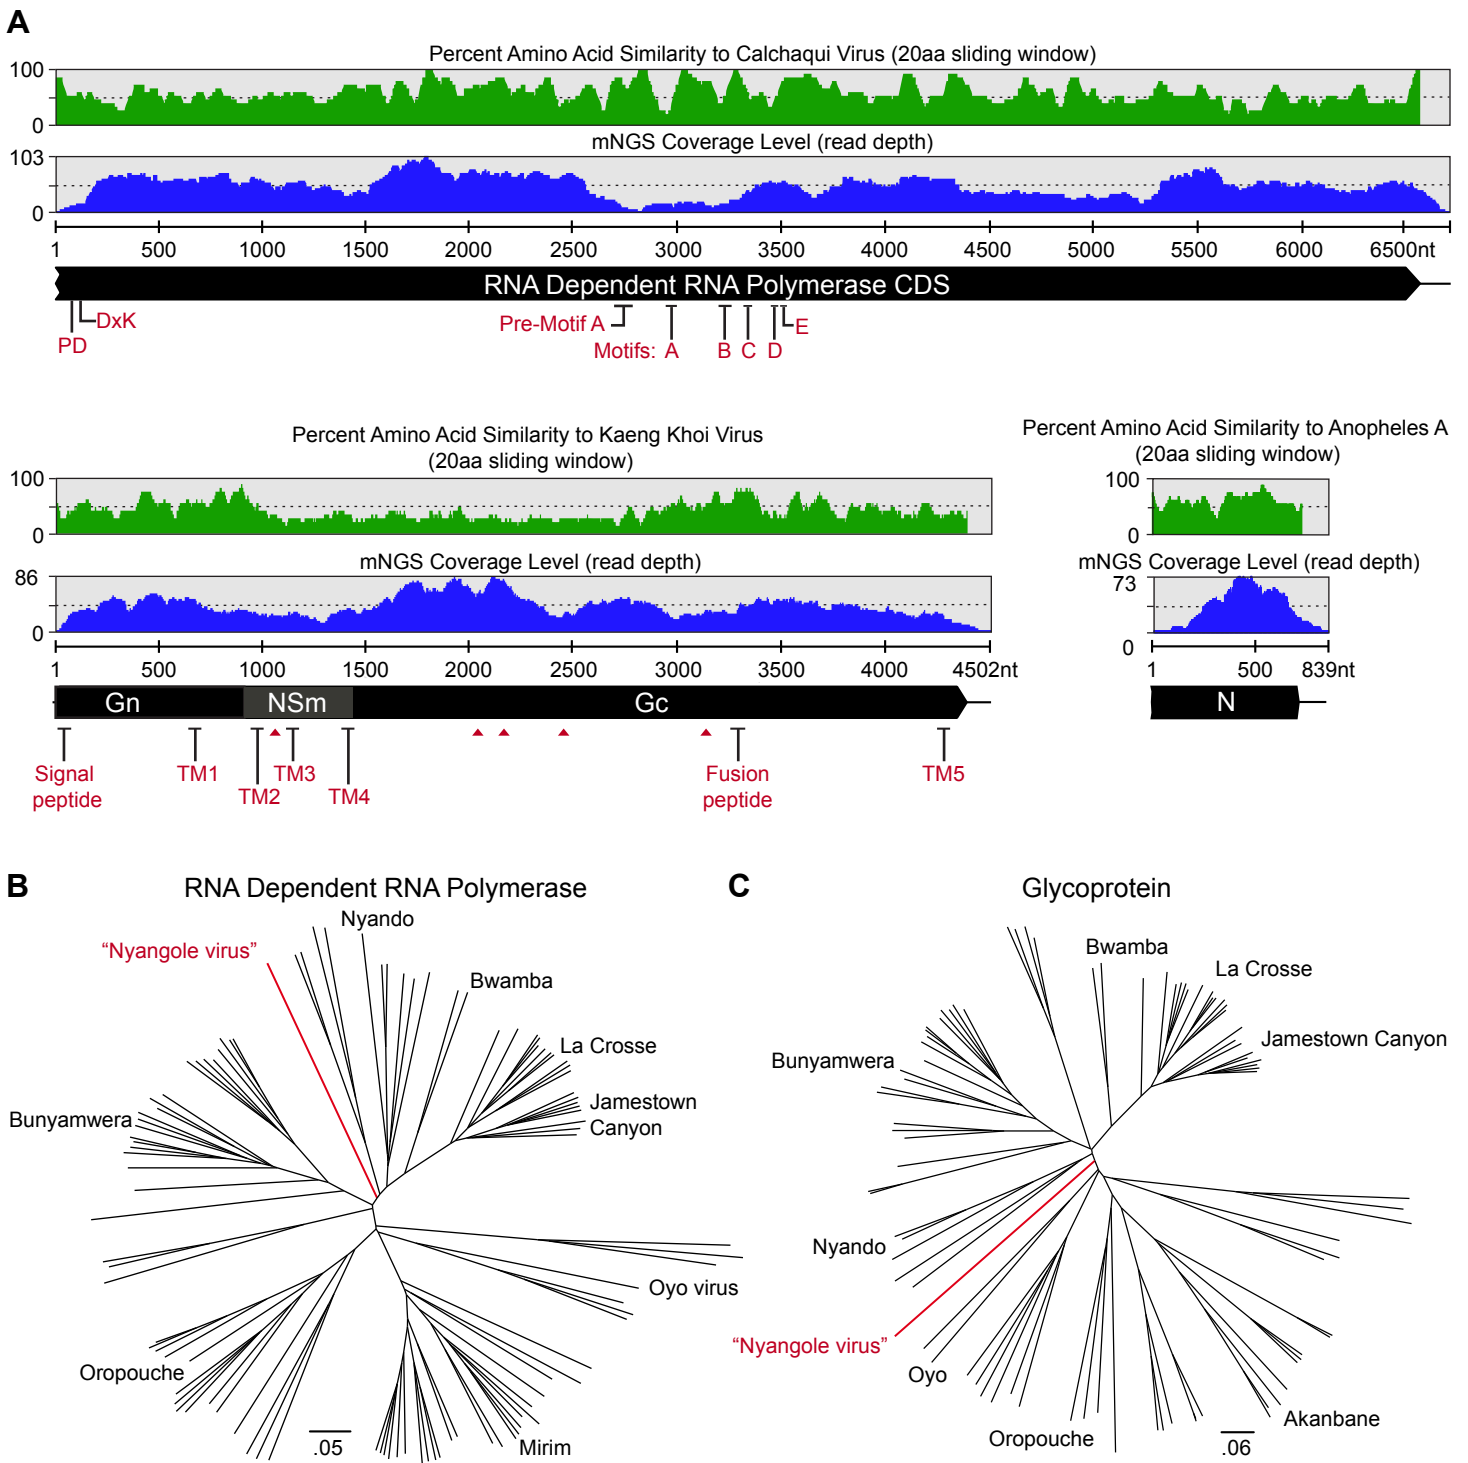 A
Percent Amino Acid Similarity to Calchaqui Virus (20aa sliding window)
100
0
mNGS Coverage Level (read depth)
103
0
1 500 1000 1500 2000 2500 3000 3500 4000 4500 5000 5500 6000 6500nt
RNA Dependent RNA Polymerase CDS
PD
DxK
Pre-Motif A
Motifs: A B C D
E
Percent Amino Acid Similarity to Kaeng Khoi Virus
(20aa sliding window)
100
0
mNGS Coverage Level (read depth)
86
0
1 500 1000 1500 2000 2500 3000 3500 4000 4502nt
Gn NSm Gc
Signal
peptide
TM1
TM2
TM3
TM4
Fusion
peptide
TM5
Percent Amino Acid Similarity to Anopheles A
(20aa sliding window)
100
0
mNGS Coverage Level (read depth)
73
0
1 500 839nt
N
B
RNA Dependent RNA Polymerase
Nyando
“Nyangole virus”
Bwamba
La Crosse
Jamestown
Canyon
Bunyamwera
Oyo virus
Oropouche
Mirim
.05
C
Glycoprotein
Bwamba
La Crosse
Jamestown Canyon
Bunyamwera
Nyando
“Nyangole virus”
Oyo
Oropouche
Akanbane
.06